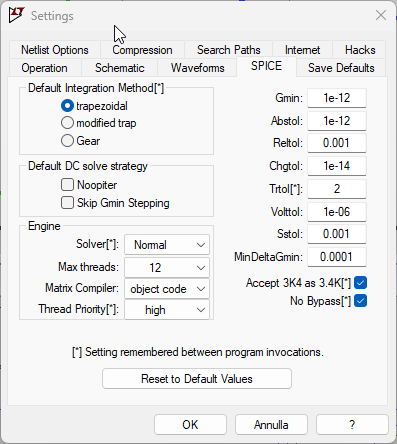 Settings
Netlist Options Compression Search Paths Internet Hacks
Operation Schematic Waveforms SPICE Save Defaults
Default Integration Method[*]
trapezoidal
modified trap
Gear
Default DC solve strategy
Noopiter
Skip Gmin Stepping
Engine
Solver[*]: Normal
Max threads: 12
Matrix Compiler: object code
Thread Priority[*]: high
Gmin: 1e-12
Abstol: 1e-12
Reltol: 0.001
Chgtol: 1e-14
Trtol[*]: 2
Volttol: 1e-06
Sstol: 0.001
MinDeltaGmin: 0.0001
Accept 3K4 as 3.4K[*]
No Bypass[*]
[*] Setting remembered between program invocations.
Reset to Default Values
OK Annulla ?